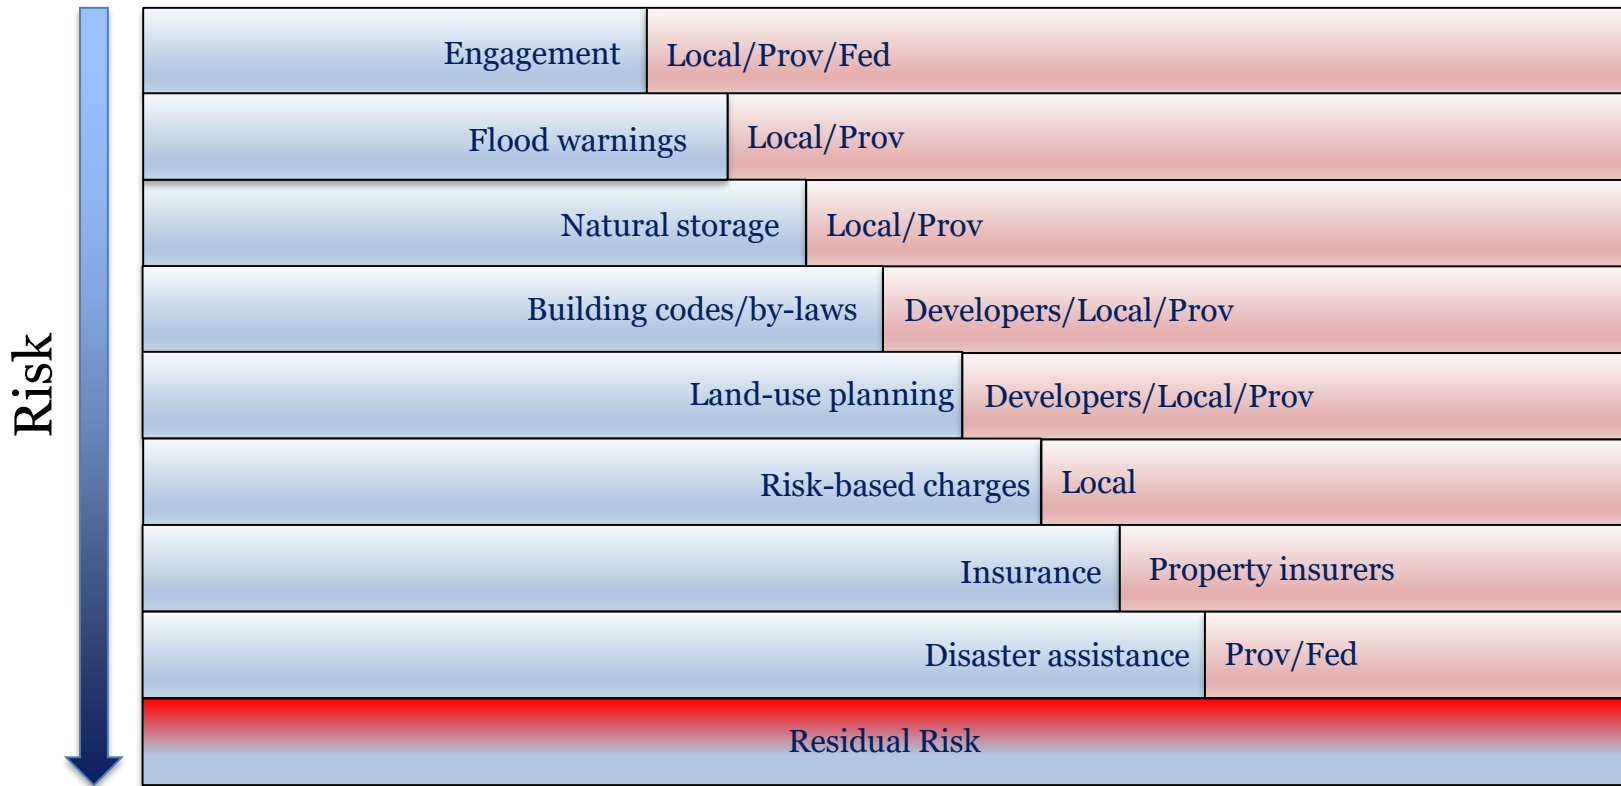 Risk
Engagement Local/Prov/Fed
Flood warnings Local/Prov
Natural storage Local/Prov
Building codes/by-laws Developers/Local/Prov
Land-use planning Developers/Local/Prov
Risk-based charges Local
Insurance Property insurers
Disaster assistance Prov/Fed
Residual Risk